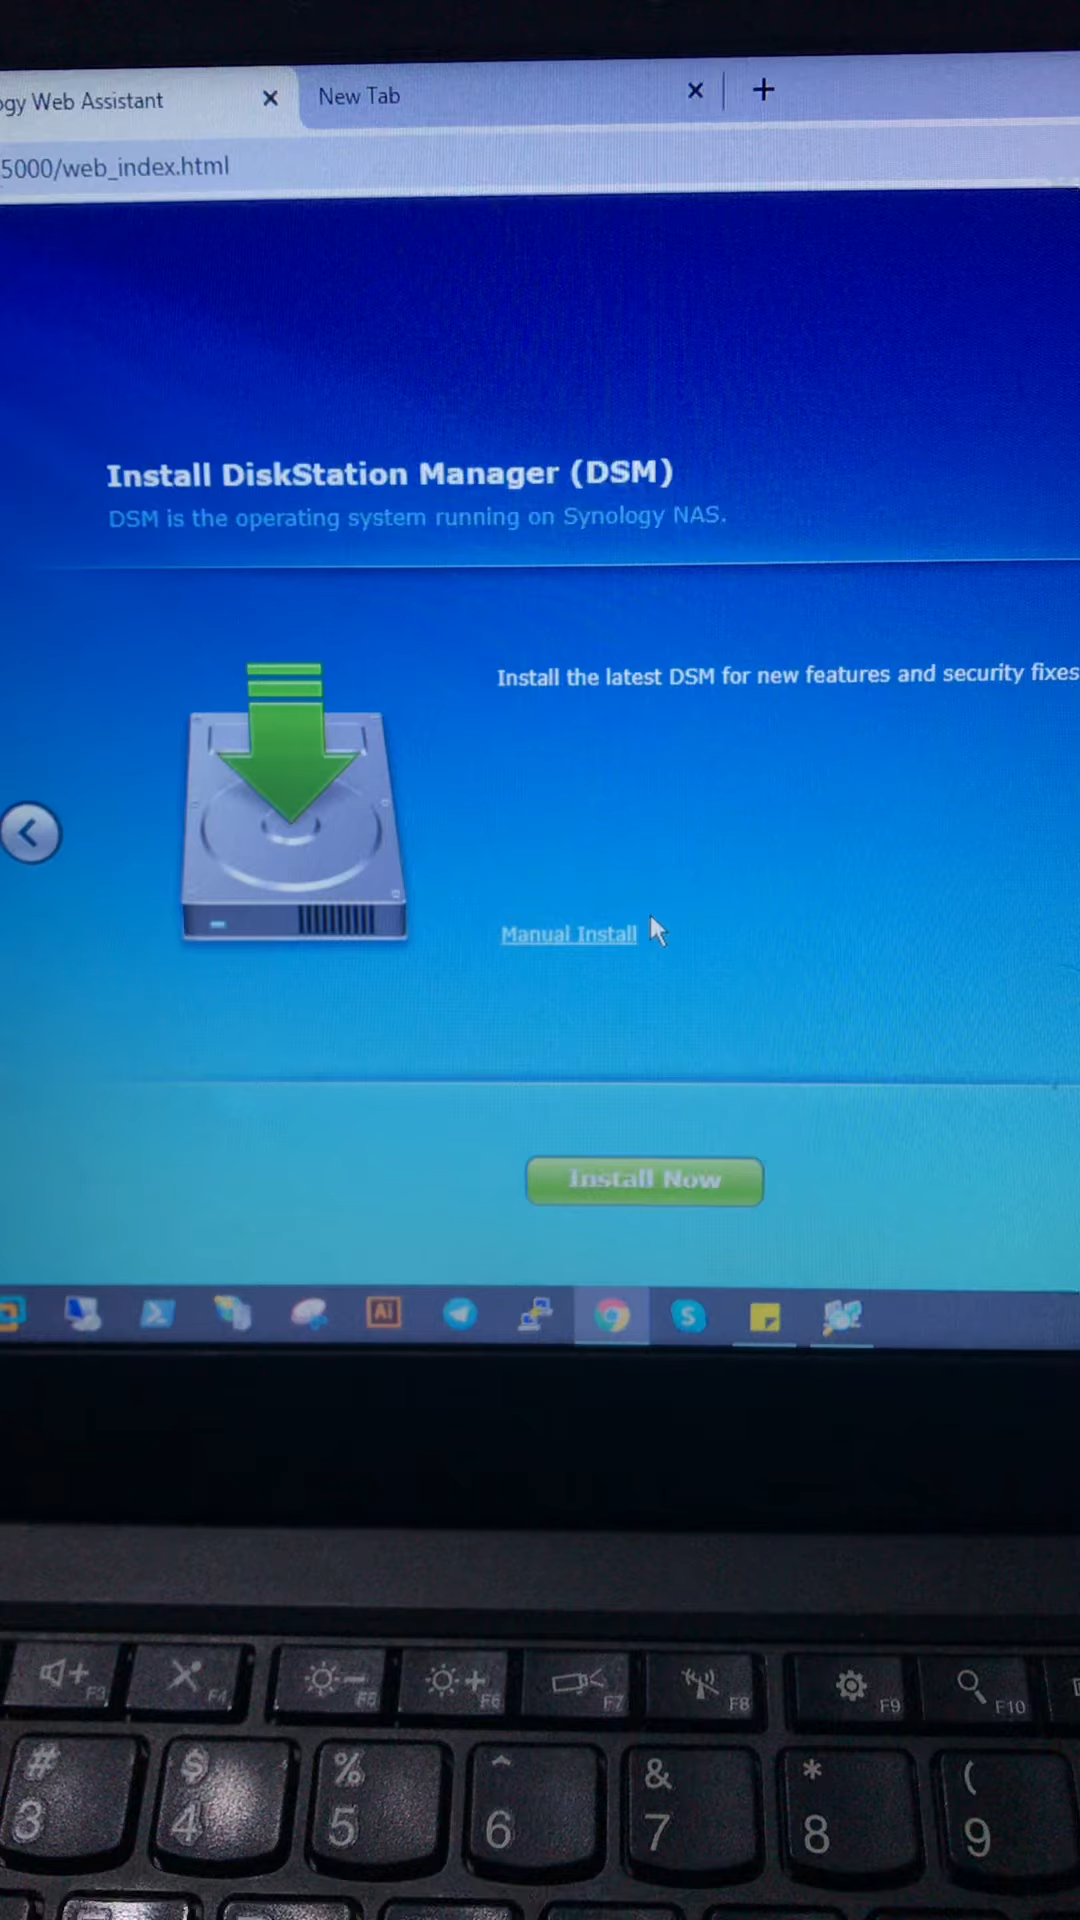 ogy Web Assistant
New Tab
5000/web_index.html
Install DiskStation Manager (DSM)
DSM is the operating system running on Synology NAS.
Install the latest DSM for new features and security fixes
Manual Install
Install Now
Ai
S
F3
F4
F5
F6
F7
F8
F9
F10
# $ % ^ & * (
3 4 5 6 7 8 9